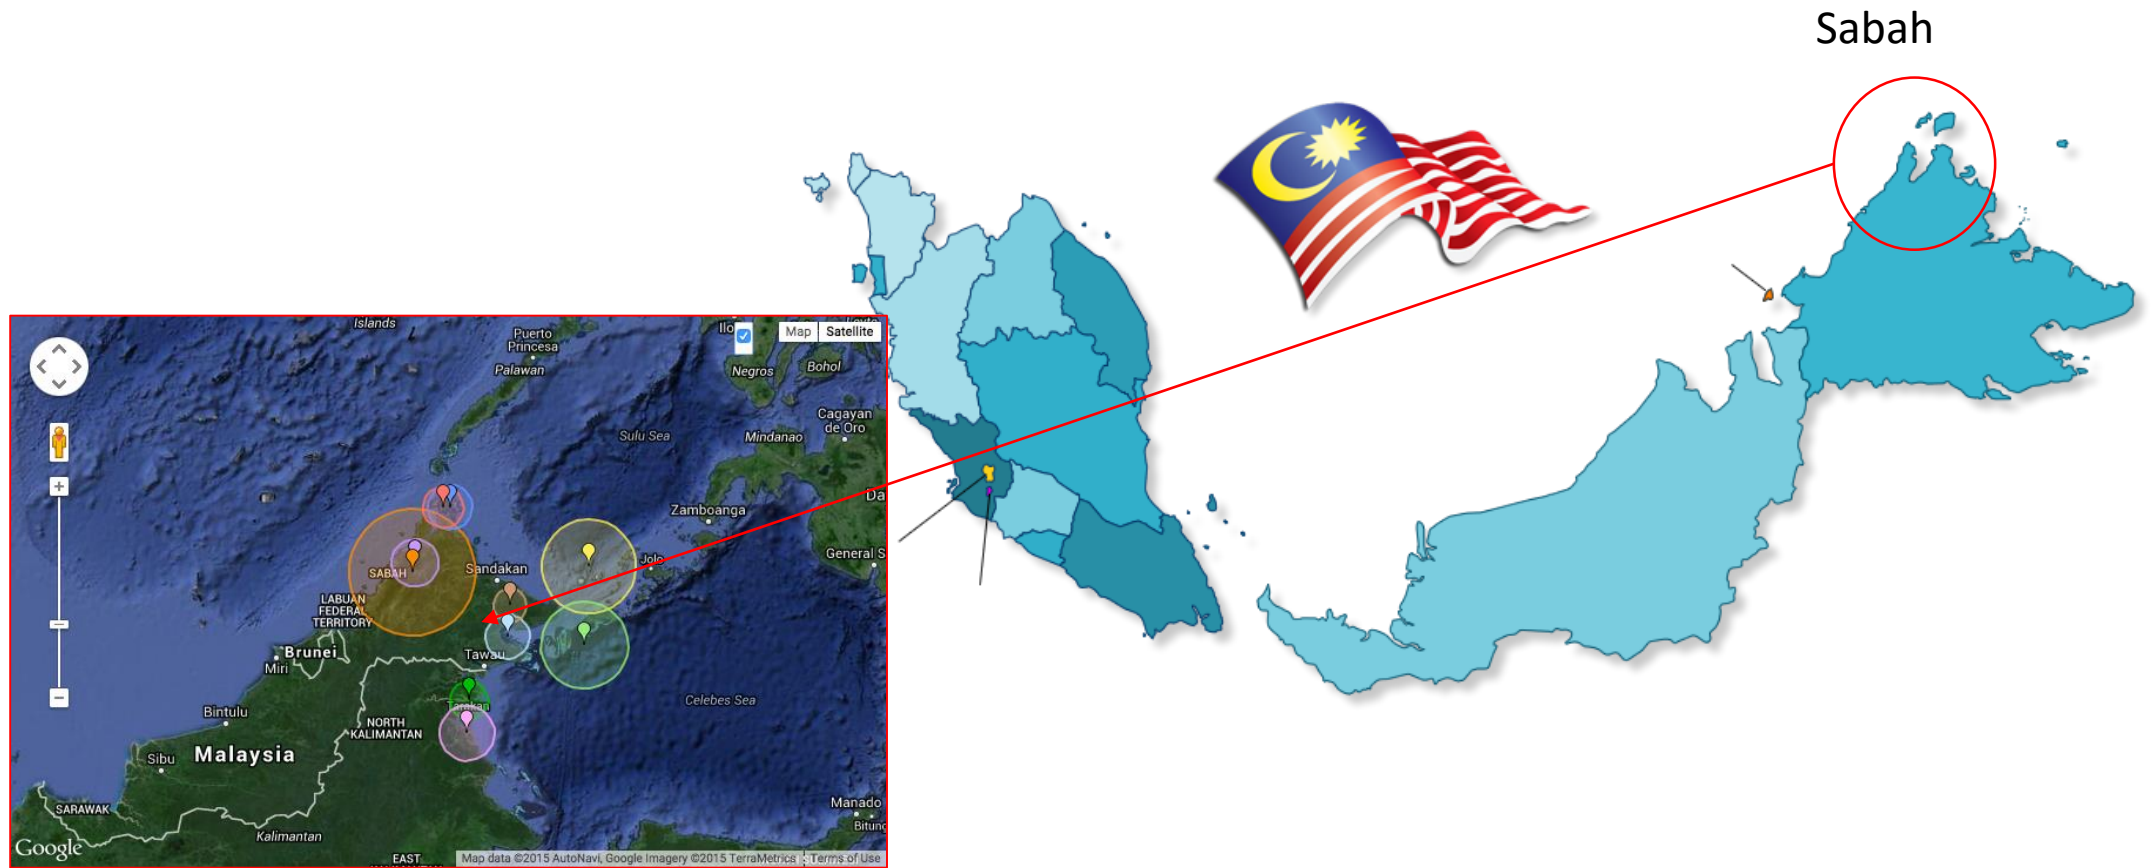 Sabah
Islands
Puerto
Princesa
Palawan
Ilo
Map
Satellite
Negros
Bohol
Cagayan
de Oro
Sulu Sea
Mindanao
Da
Zamboanga
General S
Jolo
Sandakan
SABAH
LABUAN
FEDERAL
TERRITORY
Brunei
Miri
Tawau
Tarakan
Celebes Sea
Bintulu
NORTH
KALIMANTAN
Malaysia
Sibu
SARAWAK
Kalimantan
Manado
Bitung
EAST
Google
Map data ©2015 AutoNavi, Google Imagery ©2015 TerraMetrics
Terms of Use